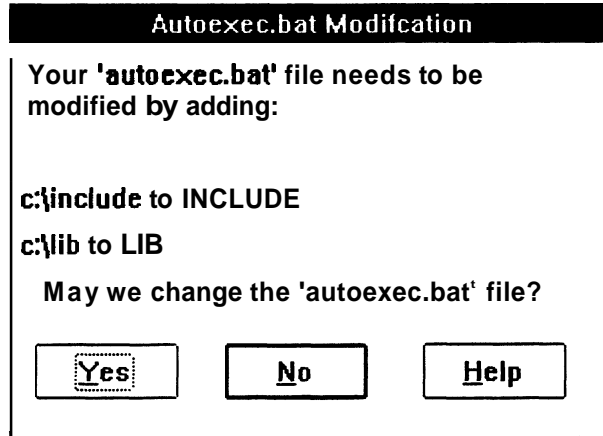 Autoexec.bat Modifcation
Your 'autoexec.bat' file needs to be
modified by adding:
c:\include to INCLUDE
c:\lib to LIB
May we change the 'autoexec.batᵗ file?
Yes
No
Help